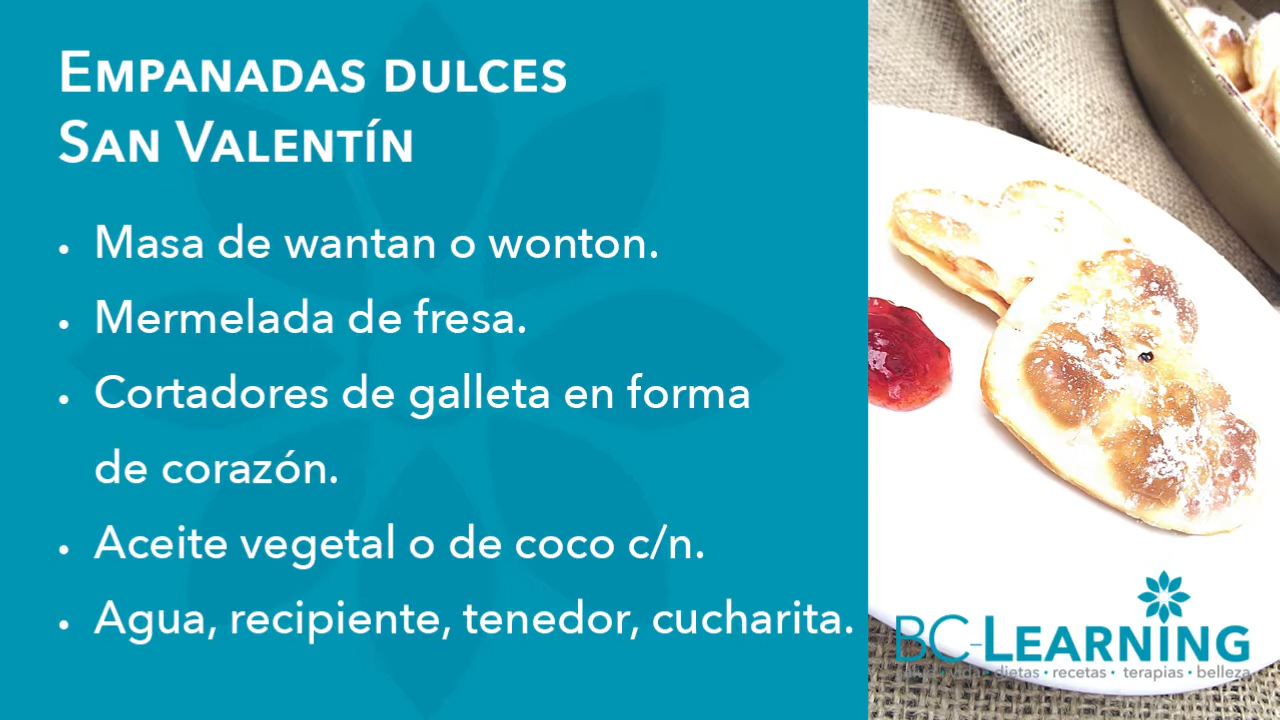 Empanadas dulces
San Valentín
• Masa de wantan o wonton.
• Mermelada de fresa.
• Cortadores de galleta en forma
de corazón.
• Aceite vegetal o de coco c/n.
• Agua, recipiente, tenedor, cucharita.
BC-Learning
dietas • recetas • terapias • belleza